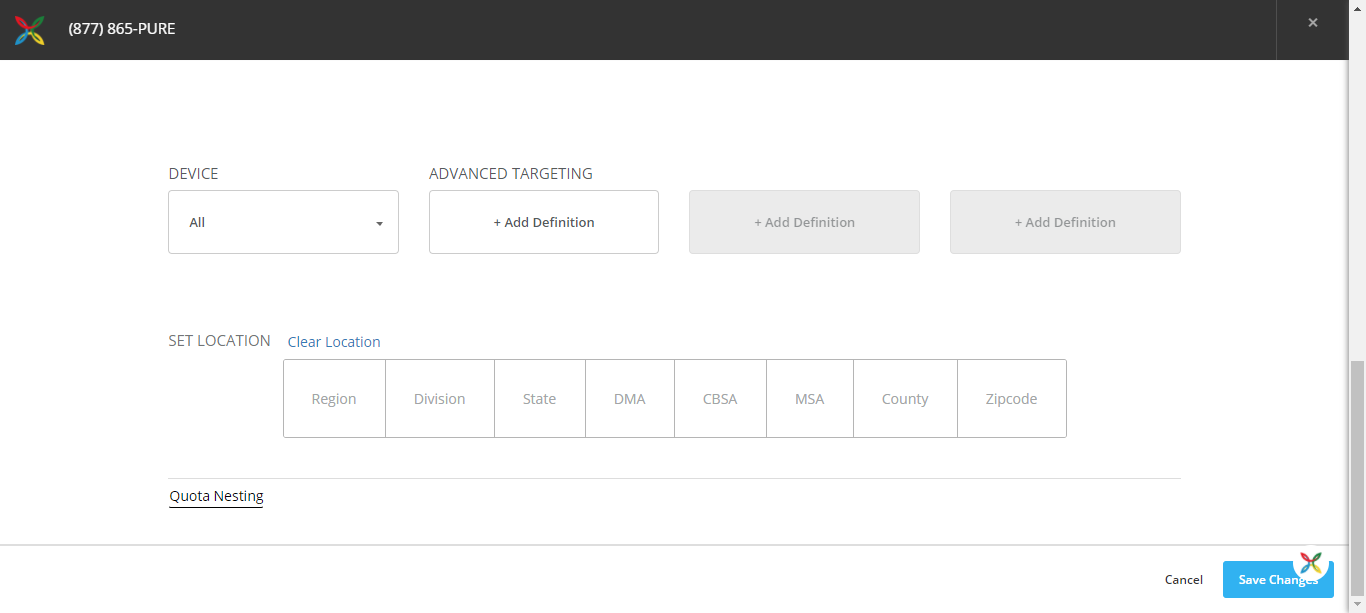 (877) 865-PURE
×
DEVICE
ADVANCED TARGETING
All
+ Add Definition
+ Add Definition
+ Add Definition
SET LOCATION
Clear Location
Region
Division
State
DMA
CBSA
MSA
County
Zipcode
Quota Nesting
Cancel
Save Changes